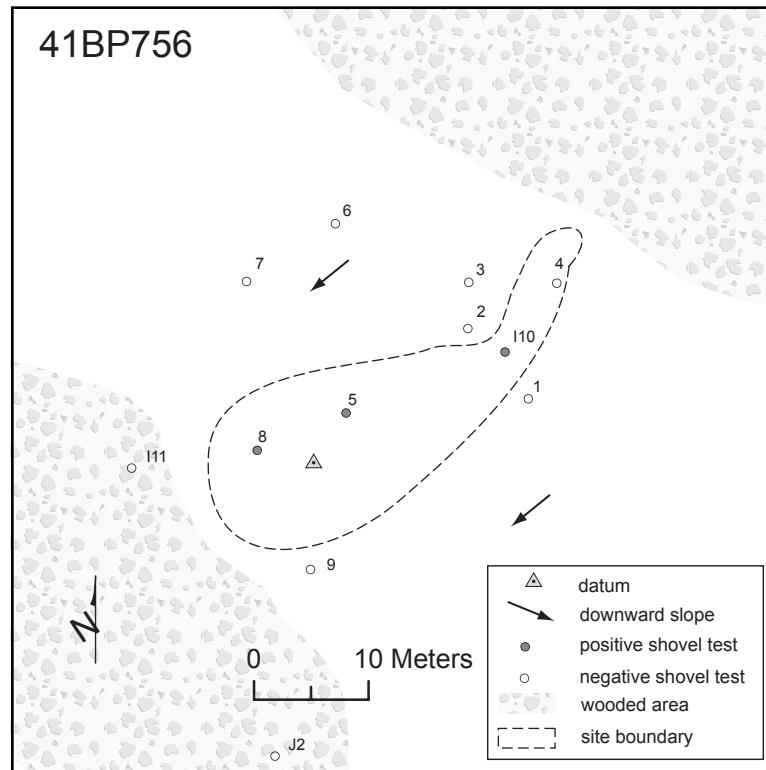 41BP756
6
7
3
4
2
I10
1
5
8
I11
9
N
0 10 Meters
J2
datum
downward slope
positive shovel test
negative shovel test
wooded area
site boundary